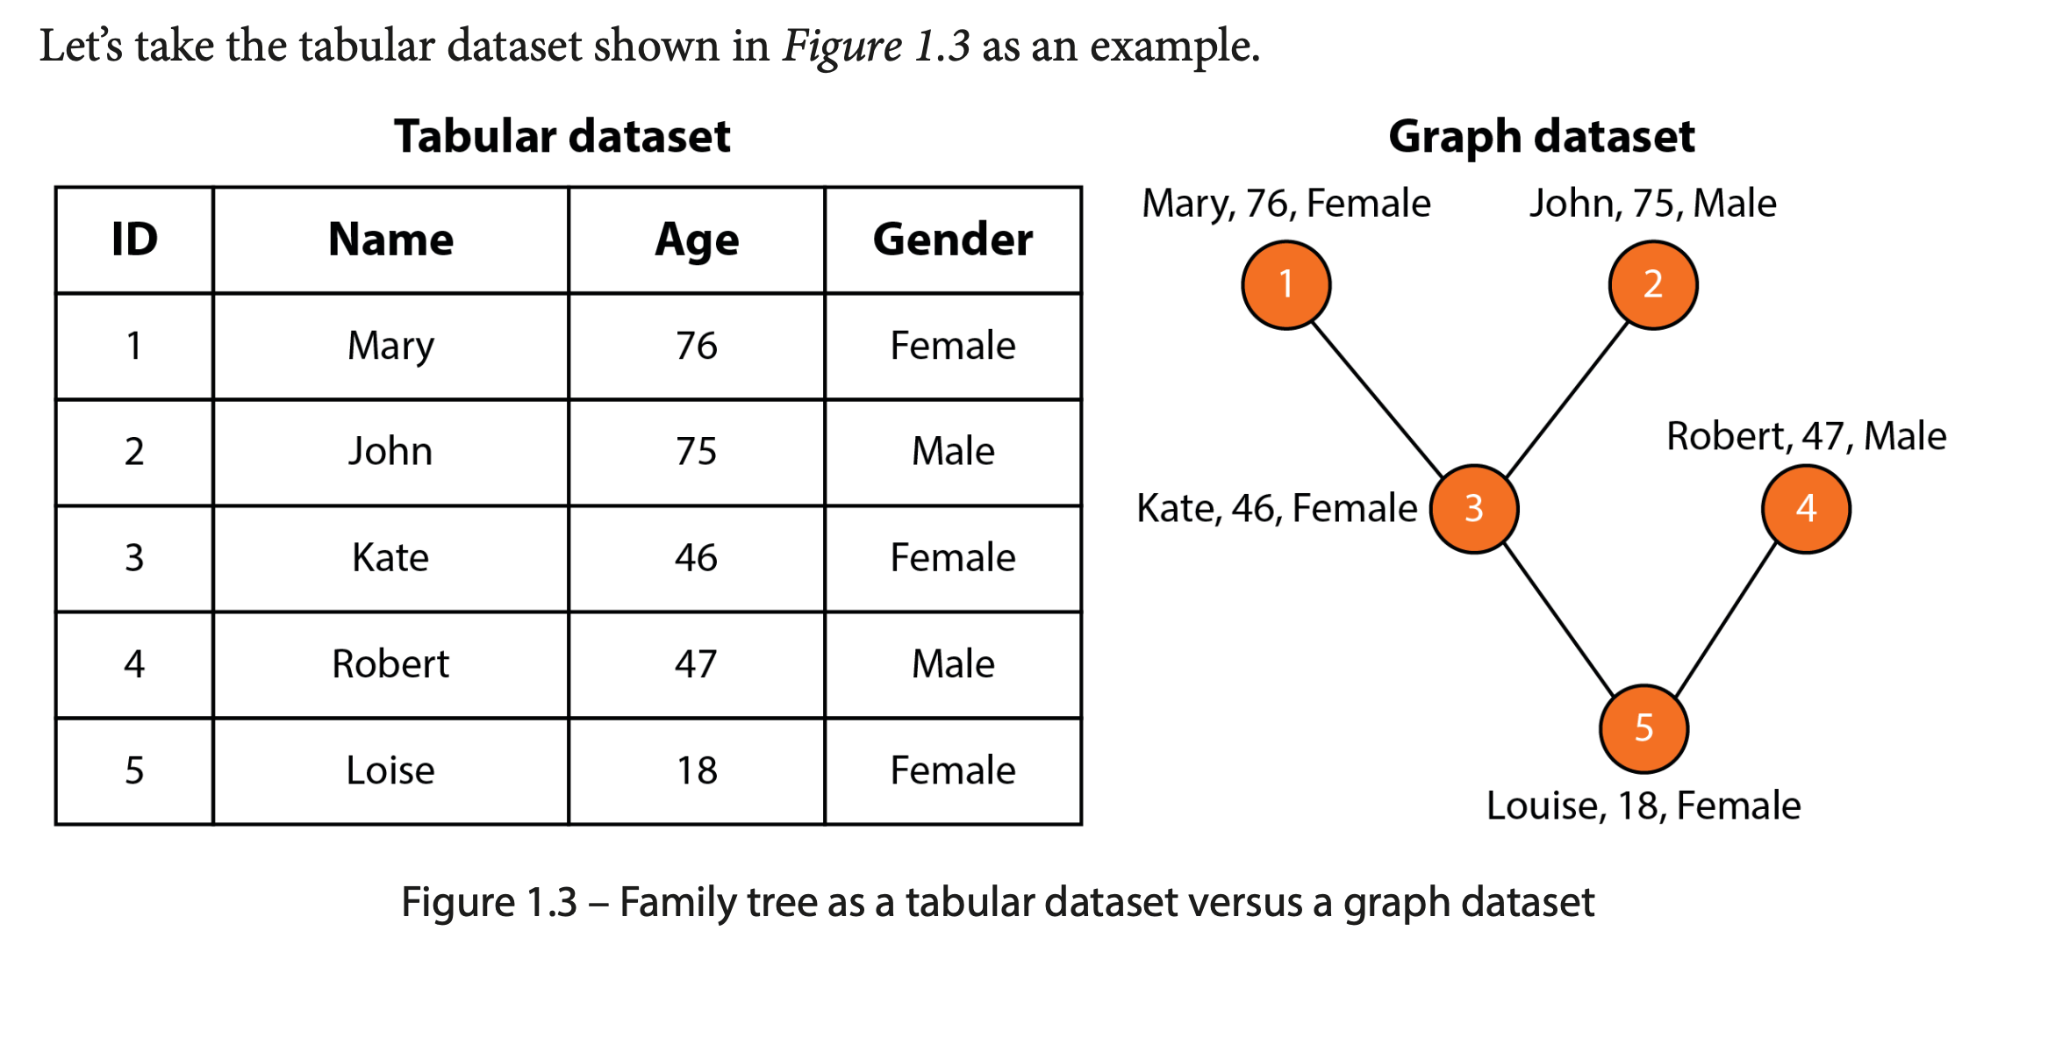 Let’s take the tabular dataset shown in Figure 1.3 as an example.
Tabular dataset
ID Name Age Gender
1 Mary 76 Female
2 John 75 Male
3 Kate 46 Female
4 Robert 47 Male
5 Loise 18 Female
Graph dataset
Mary, 76, Female
John, 75, Male
1
2
Robert, 47, Male
Kate, 46, Female
3
4
5
Louise, 18, Female
Figure 1.3 – Family tree as a tabular dataset versus a graph dataset